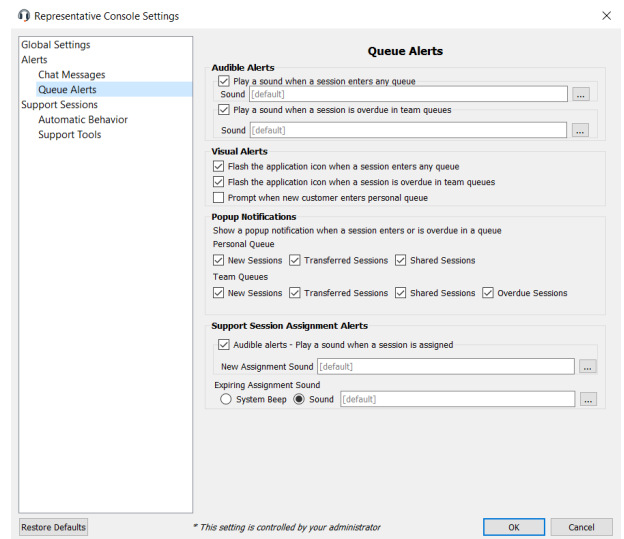 Representative Console Settings
Global Settings
Alerts
Chat Messages
Queue Alerts
Support Sessions
Automatic Behavior
Support Tools
Queue Alerts
Audible Alerts
Play a sound when a session enters any queue
Sound [default] ...
Play a sound when a session is overdue in team queues
Sound [default] ...
Visual Alerts
Flash the application icon when a session enters any queue
Flash the application icon when a session is overdue in team queues
Prompt when new customer enters personal queue
Popup Notifications
Show a popup notification when a session enters or is overdue in a queue
Personal Queue
New Sessions Transferred Sessions Shared Sessions
Team Queues
New Sessions Transferred Sessions Shared Sessions Overdue Sessions
Support Session Assignment Alerts
Audible alerts - Play a sound when a session is assigned
New Assignment Sound [default] ...
Expiring Assignment Sound
System Beep Sound [default] ...
Restore Defaults * This setting is controlled by your administrator OK Cancel